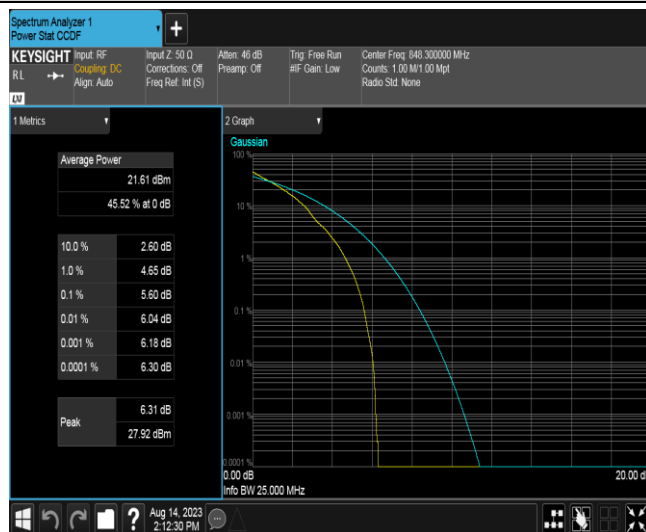 Spectrum Analyzer 1
Power Stat CCDF
KEYSIGHT
RL
LXI
Input: RF
Coupling: DC
Align: Auto
Input Z: 50 Ω
Corrections: Off
Freq Ref: Int (S)
Atten: 46 dB
Preamp: Off
Trig: Free Run
#IF Gain: Low
Center Freq: 848.300000 MHz
Counts: 1.00 M/1.00 Mpt
Radio Std: None
1 Metrics
Average Power
21.61 dBm
45.52 % at 0 dB
10.0 % 2.60 dB
1.0 % 4.65 dB
0.1 % 5.60 dB
0.01 % 6.04 dB
0.001 % 6.18 dB
0.0001 % 6.30 dB
Peak
6.31 dB
27.92 dBm
2 Graph
Gaussian
100 %
10 %
1 %
0.1 %
0.01 %
0.001 %
0.0001 %
0.00 dB
20.00 d
Info BW 25.000 MHz
?
Aug 14, 2023
2:12:30 PM